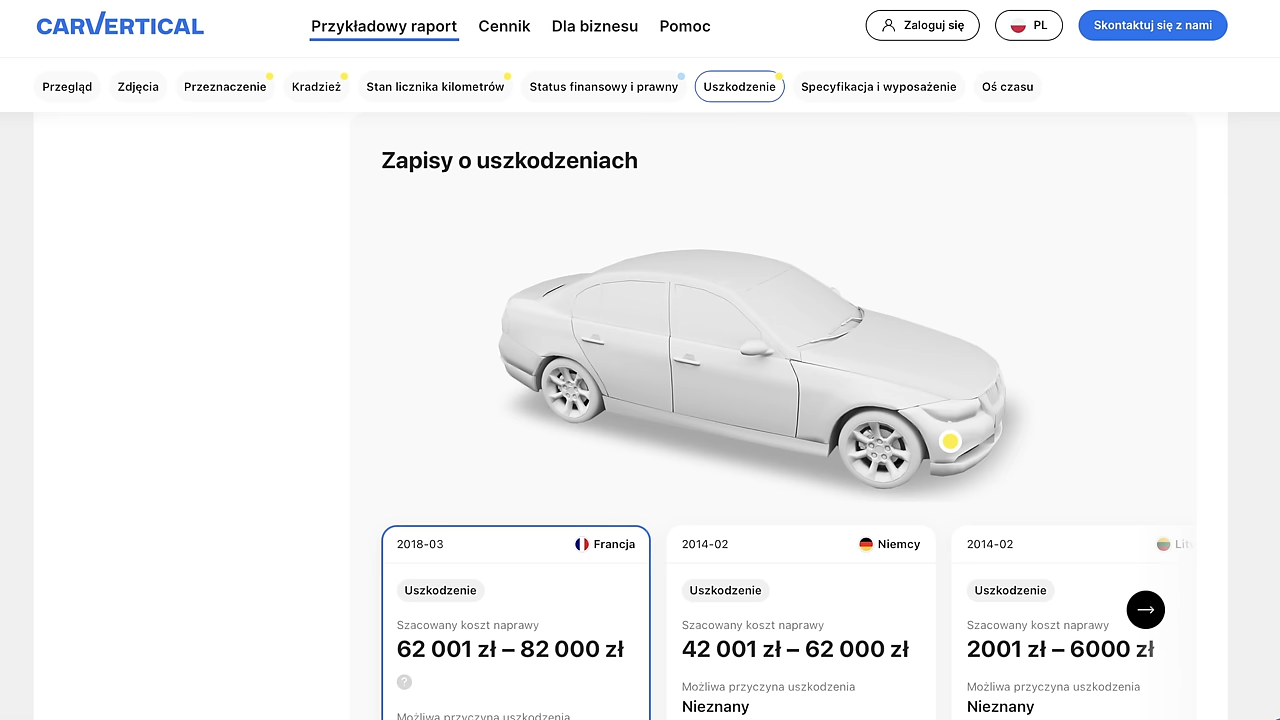 CARVERTICAL
Przykładowy raport Cennik Dla biznesu Pomoc
Zaloguj się PL Skontaktuj się z nami
Przegląd Zdjęcia Przeznaczenie Kradzież Stan licznika kilometrów Status finansowy i prawny Uszkodzenie Specyfikacja i wyposażenie Oś czasu
Zapisy o uszkodzeniach
2018-03 Francja
Uszkodzenie
Szacowany koszt naprawy
62 001 zł – 82 000 zł
?
Możliwa przyczyna uszkodzenia
2014-02 Niemcy
Uszkodzenie
Szacowany koszt naprawy
42 001 zł – 62 000 zł
Możliwa przyczyna uszkodzenia
Nieznany
2014-02
Uszkodzenie
Szacowany koszt naprawy
2001 zł – 6000 zł
Możliwa przyczyna uszkodzenia
Nieznany